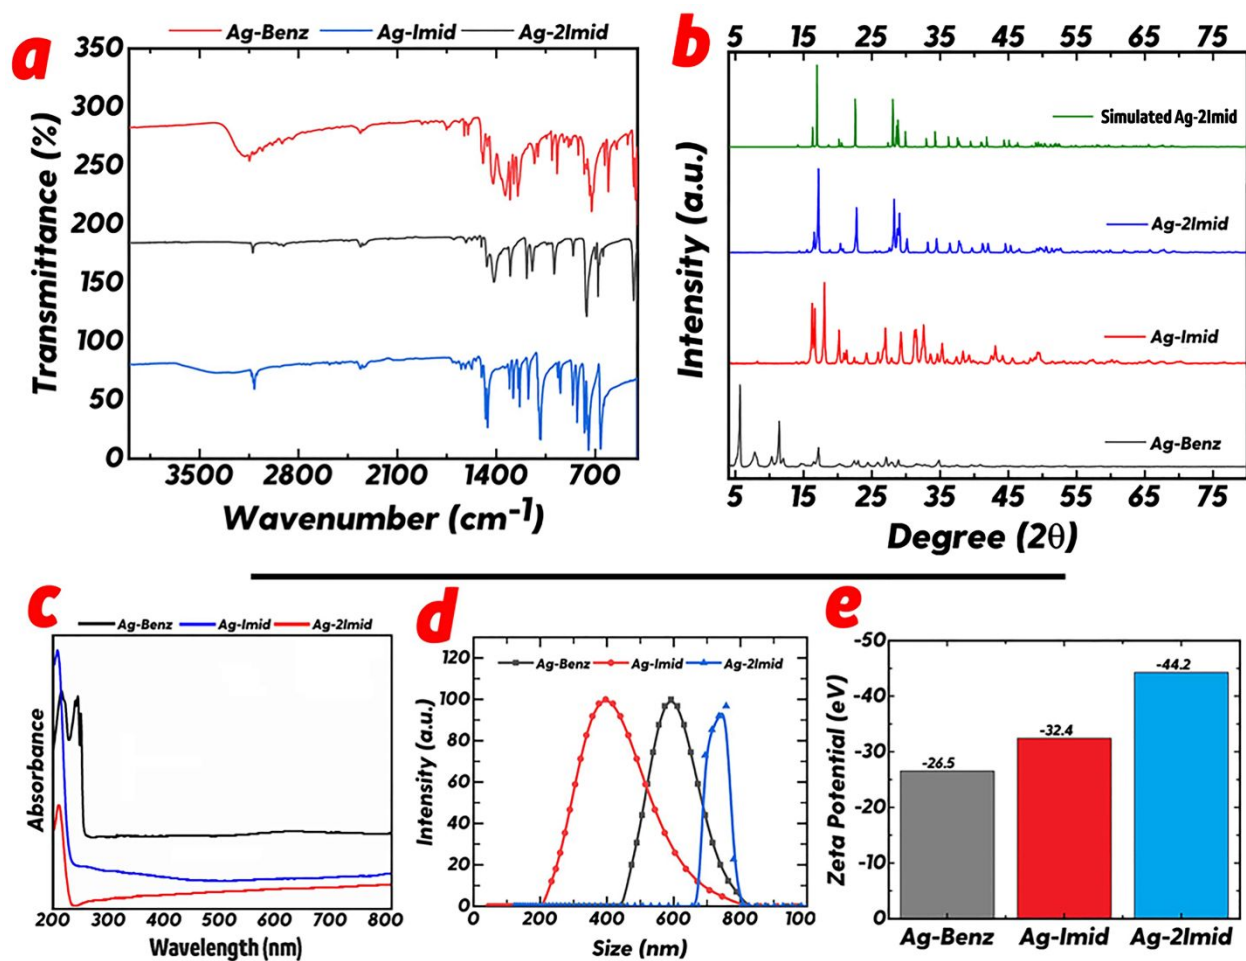 a
Ag-Benz Ag-Imid Ag-2Imid
350
300
250
200
150
100
50
0
Transmittance (%)
3500 2800 2100 1400 700
Wavenumber (cm-1)
b
5 15 25 35 45 55 65 75
Simulated Ag-2Imid
Ag-2Imid
Ag-Imid
Ag-Benz
Intensity (a.u.)
5 15 25 35 45 55 65 75
Degree (2θ)
c
Ag-Benz Ag-Imid Ag-2Imid
Absorbance
200 300 400 500 600 700 800
Wavelength (nm)
d
120
100
80
60
40
20
0
Ag-Benz Ag-Imid Ag-2Imid
Intensity (a.u.)
0 200 400 600 800 1000
Size (nm)
e
-50
-40
-30
-20
-10
0
Zeta Potential (eV)
-26.5
-32.4
-44.2
Ag-Benz Ag-Imid Ag-2Imid